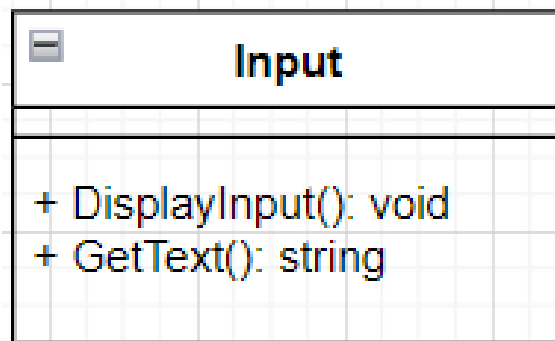 Input
+ DisplayInput(): void
+ GetText(): string